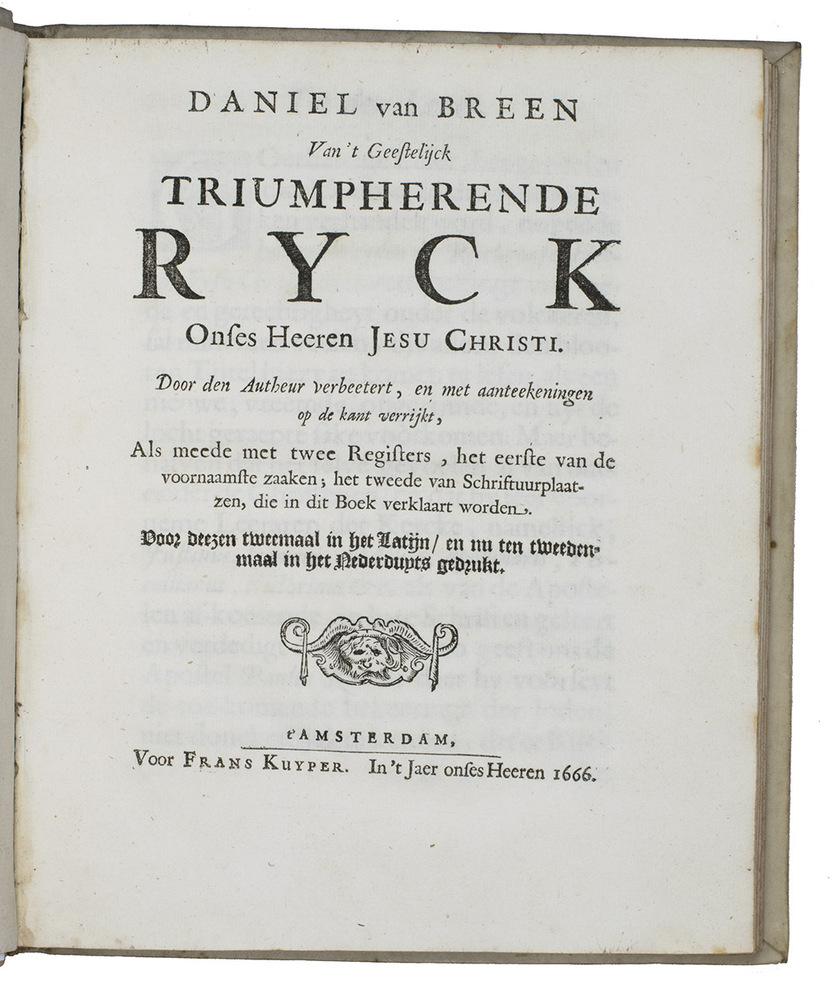 DANIEL van BREEN
Van 't Geeſtelijck
TRIUMPHERENDE
RYCK
Onſes Heeren JESU CHRISTI.
Door den Autheur verbeetert, en met aanteekeningen
op de kant verrijkt,
Als meede met twee Regiſters, het eerſte van de
voornaamſte zaaken; het tweede van Schriftuurplaat-
zen, die in dit Boek verklaart worden.
Voor deezen tweemaal in het Latijn/ en nu ten tweeden-
maal in het Nederduyts gedrukt.
t'AMSTERDAM,
Voor FRANS KUYPER. In 't Jaer onſes Heeren 1666.